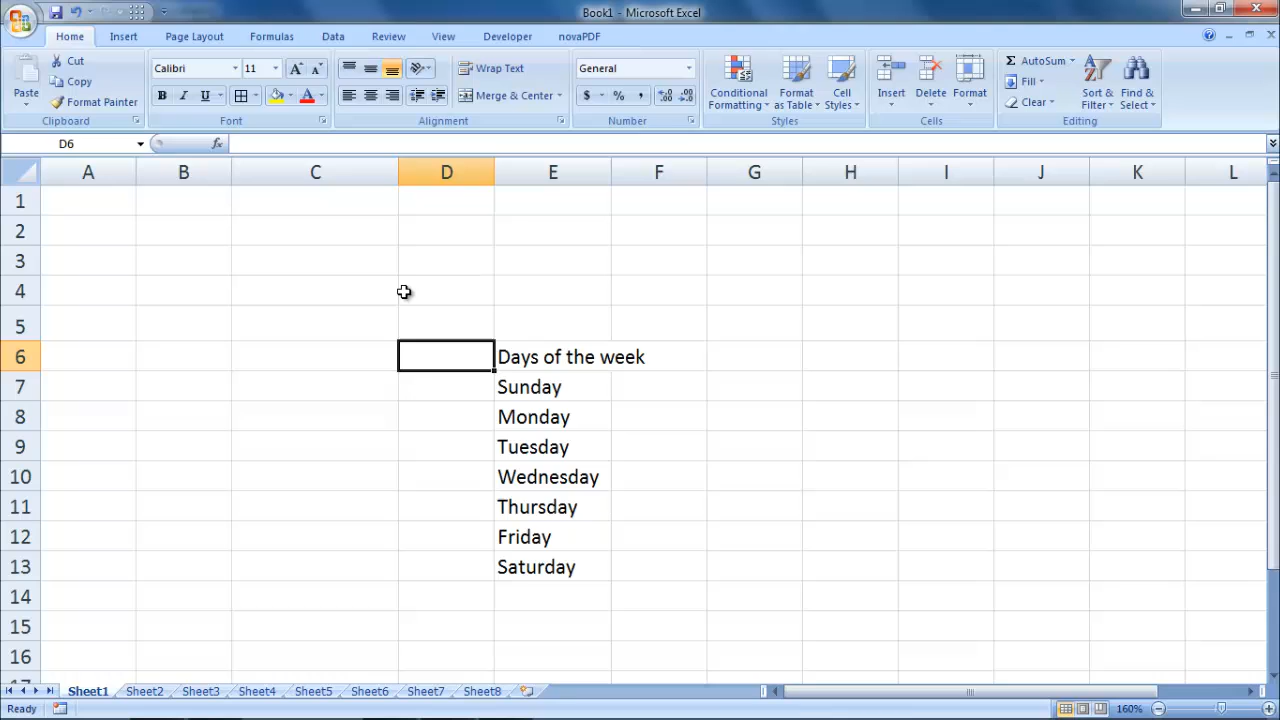 Book1 - Microsoft Excel
Home Insert Page Layout Formulas Data Review View Developer novaPDF
Paste
Cut
Copy
Format Painter
Clipboard
Calibri 11
B I U
Font
Wrap Text
Merge & Center
Alignment
General
$ % ,
Number
Conditional Formatting
Format as Table
Cell Styles
Styles
Insert Delete Format
Cells
Σ AutoSum
Fill
Clear
Sort & Filter
Find & Select
Editing
D6 fx
A B C D E F G H I J K L
1
2
3
4
5
6 Days of the week
7 Sunday
8 Monday
9 Tuesday
10 Wednesday
11 Thursday
12 Friday
13 Saturday
14
15
16
Sheet1 Sheet2 Sheet3 Sheet4 Sheet5 Sheet6 Sheet7 Sheet8
Ready 160%